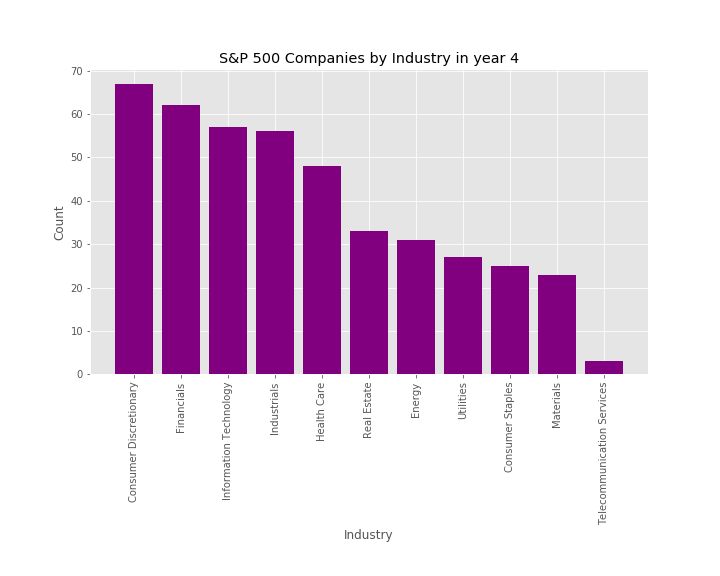 S&P 500 Companies by Industry in year 4
70
60
50
40
30
20
10
0
Count
Consumer Discretionary
Financials
Information Technology
Industrials
Health Care
Real Estate
Energy
Utilities
Consumer Staples
Materials
Telecommunication Services
Industry